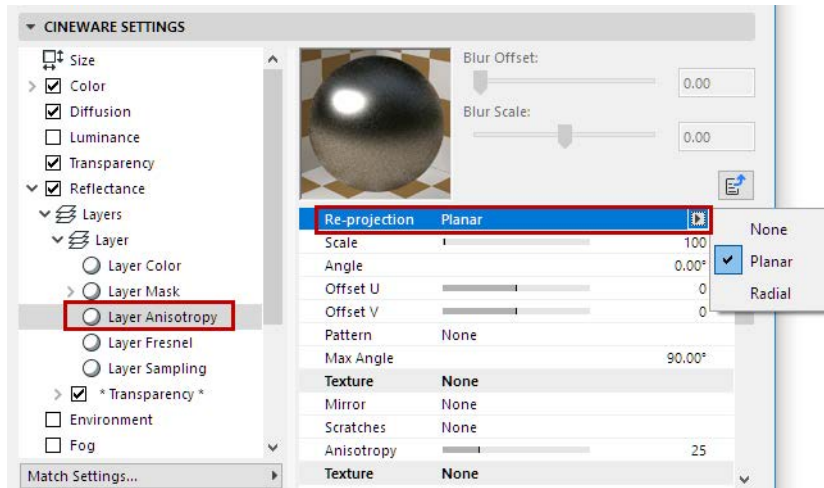 CINEWARE SETTINGS
Size
Color
Diffusion
Luminance
Transparency
Reflectance
Layers
Layer
Layer Color
Layer Mask
Layer Anisotropy
Layer Fresnel
Layer Sampling
* Transparency *
Environment
Fog
Match Settings...
Blur Offset:
0.00
Blur Scale:
0.00
Re-projection Planar
Scale 100
Angle 0.00°
Offset U 0
Offset V 0
Pattern None
Max Angle 90.00°
Texture None
Mirror None
Scratches None
Anisotropy 25
Texture None
None
Planar
Radial